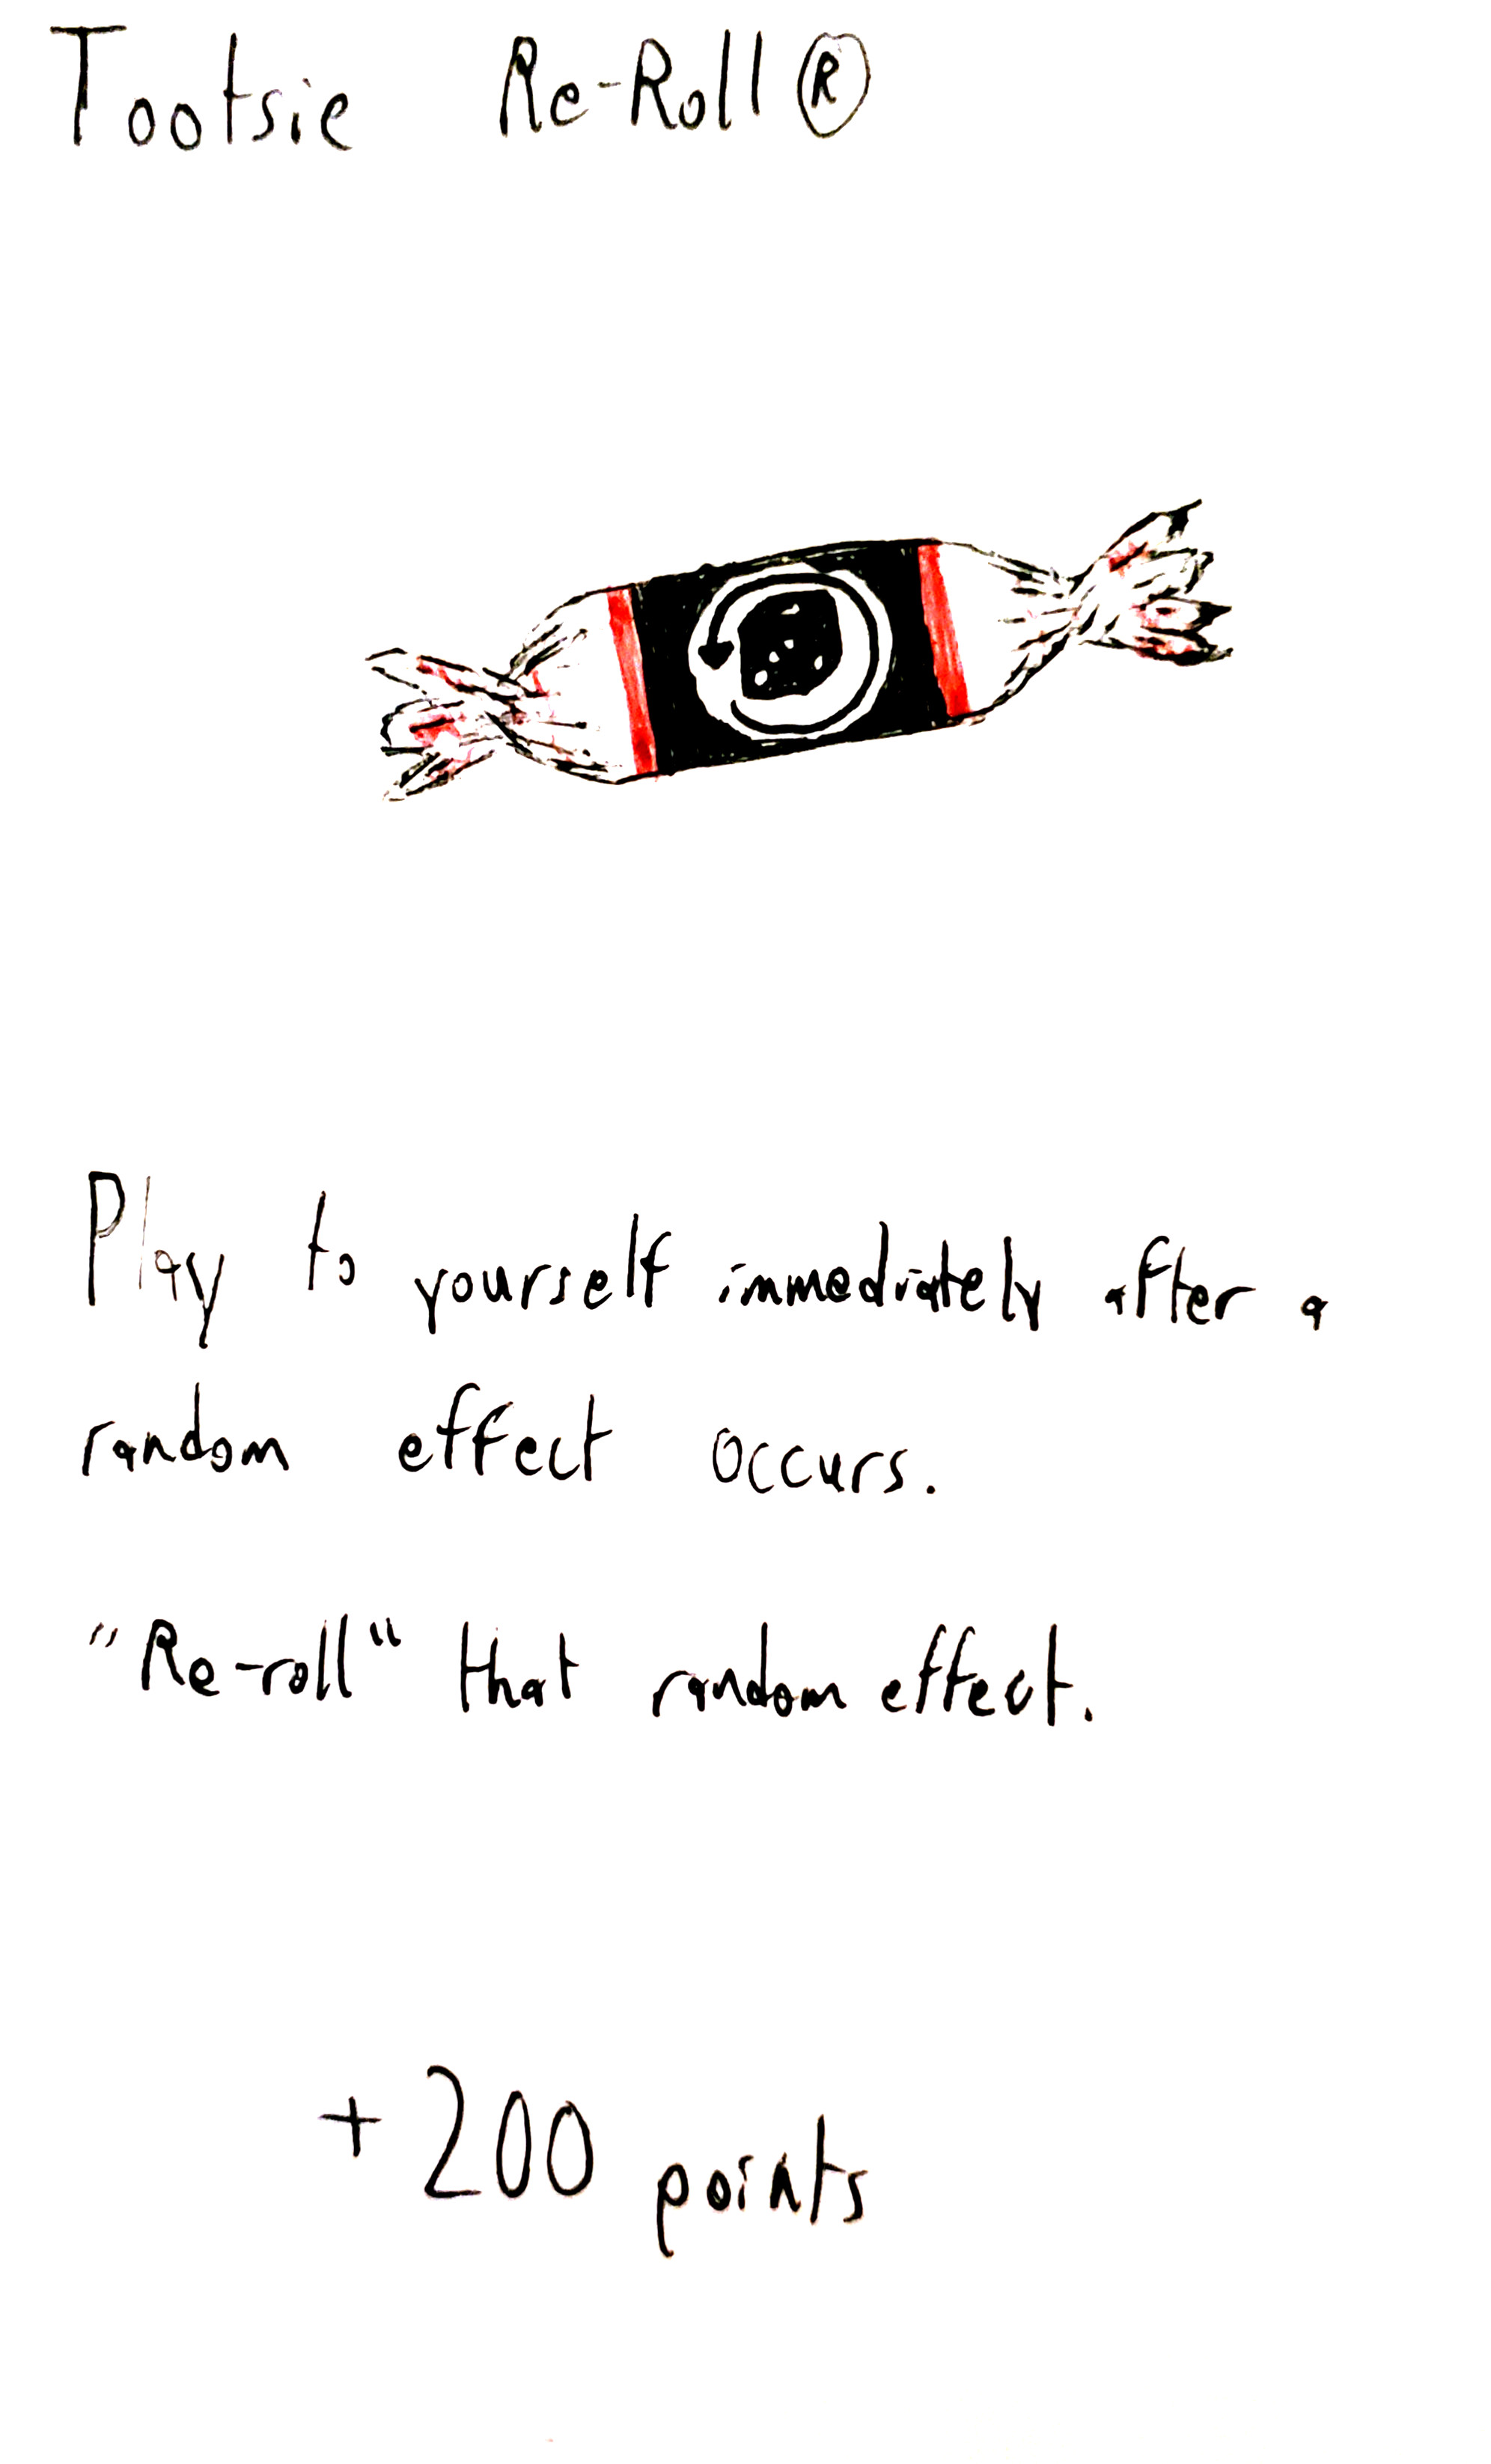 Tootsie Re-Roll®
Play to yourself immediately after a
random effect occurs.
"Re-roll" that random effect.
+200 points